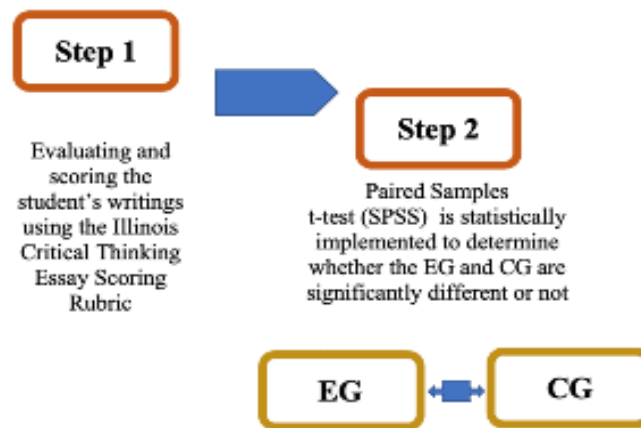 Step 1
Evaluating and
scoring the
student's writings
using the Illinois
Critical Thinking
Essay Scoring
Rubric
Step 2
Paired Samples
t-test (SPSS) is statistically
implemented to determine
whether the EG and CG are
significantly different or not
EG
CG